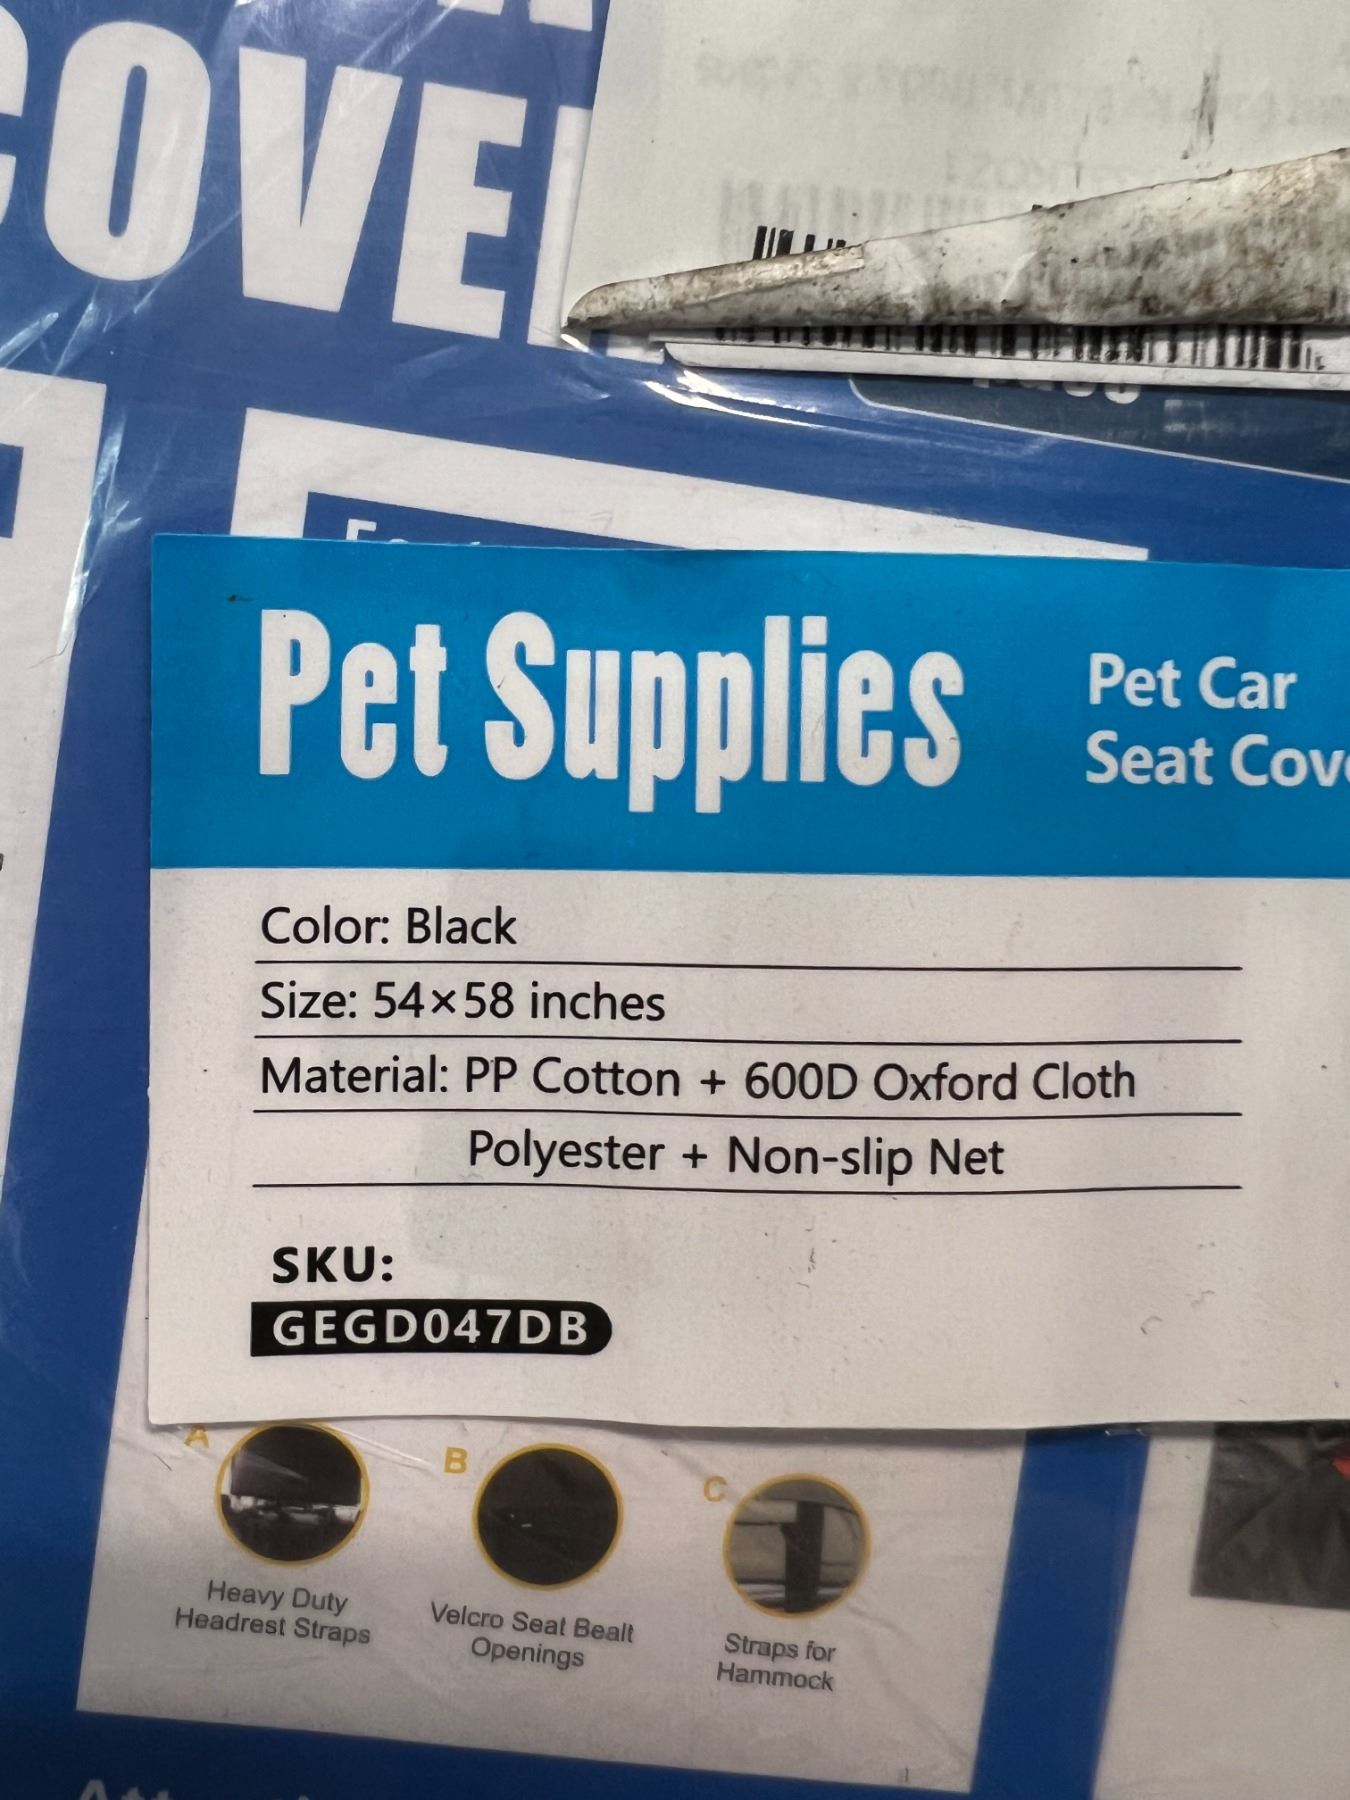 COVE
Pet Supplies
Pet Car
Seat Cov
Color: Black
Size: 54×58 inches
Material: PP Cotton + 600D Oxford Cloth
Polyester + Non-slip Net
SKU:
GEGD047DB
A
B
C
Heavy Duty
Headrest Straps
Velcro Seat Bealt
Openings
Straps for
Hammock